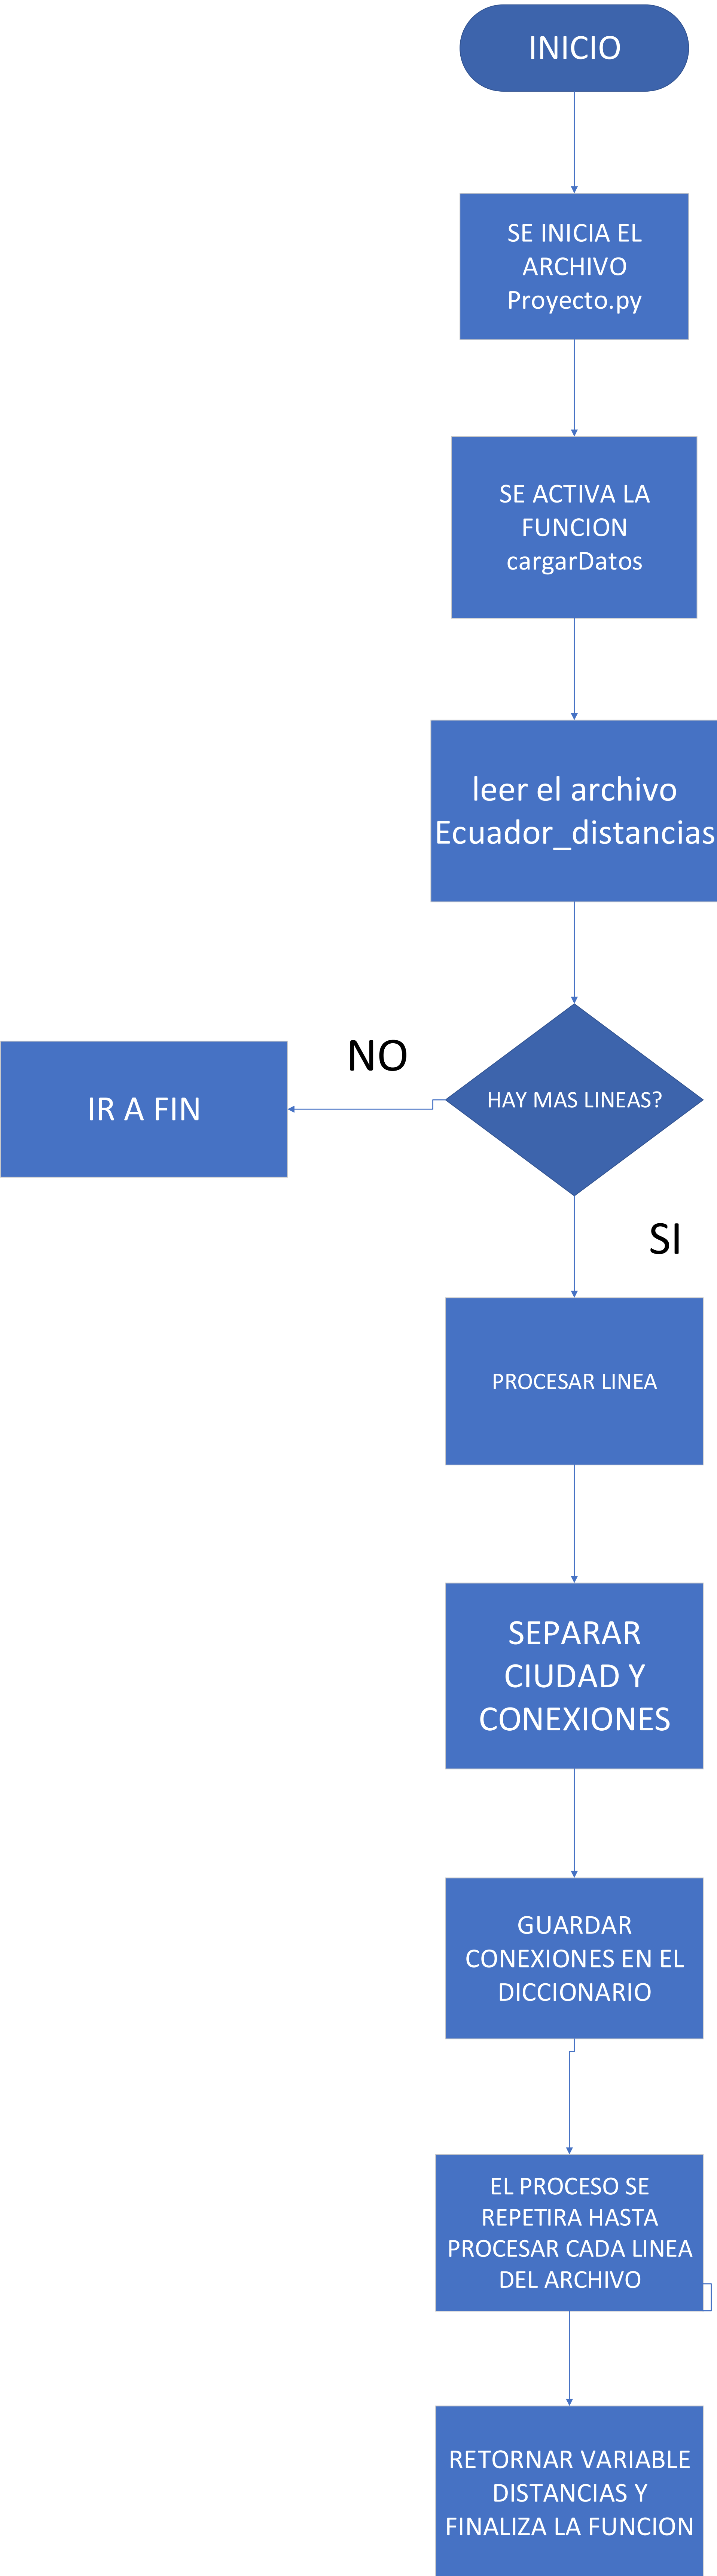 INICIO
SE INICIA EL
ARCHIVO
Proyecto.py
SE ACTIVA LA
FUNCION
cargarDatos
leer el archivo
Ecuador_distancias
NO
HAY MAS LINEAS?
IR A FIN
SI
PROCESAR LINEA
SEPARAR
CIUDAD Y
CONEXIONES
GUARDAR
CONEXIONES EN EL
DICCIONARIO
EL PROCESO SE
REPETIRA HASTA
PROCESAR CADA LINEA
DEL ARCHIVO
RETORNAR VARIABLE
DISTANCIAS Y
FINALIZA LA FUNCION